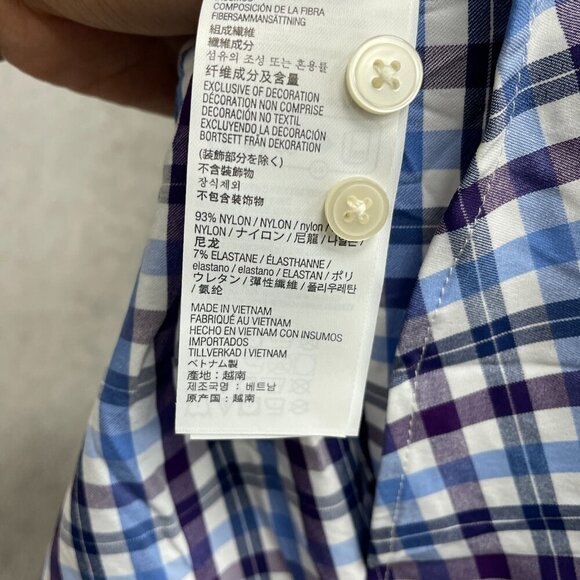 COMPOSICIÓN DE LA FIBRA
FIBERSAMMANSÄTTNING
組成繊維
纖維成分
섬유의 조성 또는 혼용률
纤维成分及含量
EXCLUSIVE OF DECORATION
DÉCORATION NON COMPRISE
DECORACIÓN NO TEXTIL
EXCLUYENDO LA DECORACIÓN
BORTSETT FRÅN DEKORATION
(装飾部分を除く)
不含裝飾物
장식제외
不包含装饰物
93% NYLON / NYLON / nylon /
NYLON / ナイロン / 尼龍 /
尼龙
7% ELASTANE / ÉLASTHANNE /
elastano / elastano / ELASTAN / ポリ
ウレタン / 彈性纖維 / 폴리우레탄
/ 氨纶
MADE IN VIETNAM
FABRIQUÉ AU VIETNAM
HECHO EN VIETNAM CON INSUMOS
IMPORTADOS
TILLVERKAD I VIETNAM
ベトナム製
產地：越南
제조국명 : 베트남
原产国：越南